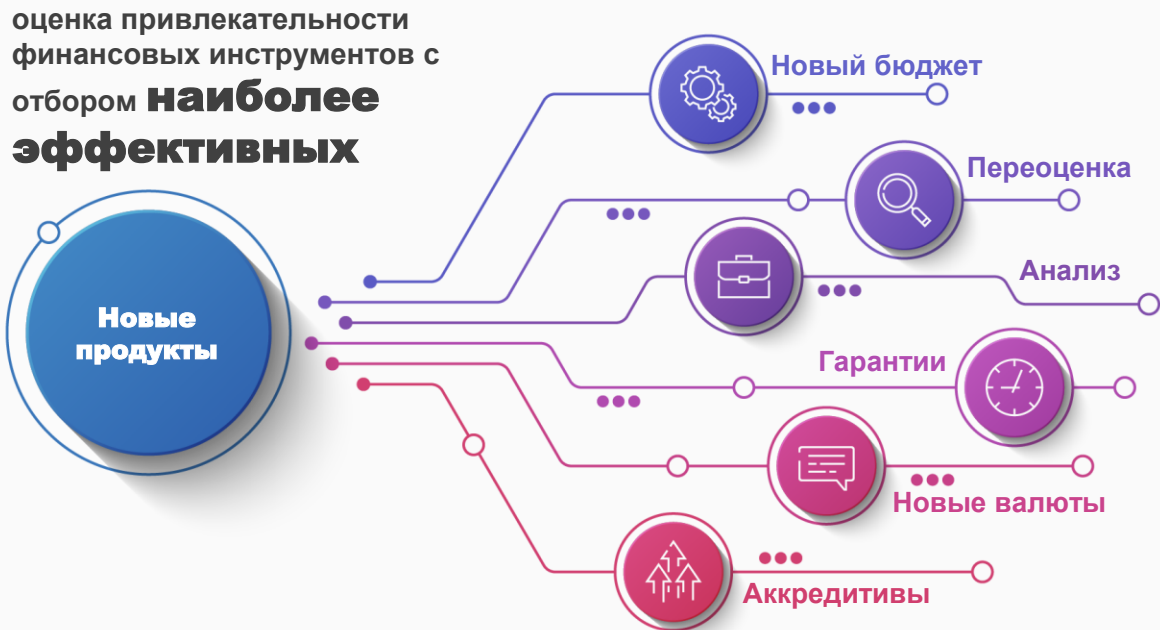 оценка привлекательности
финансовых инструментов с
отбором наиболее
эффективных
Новый бюджет
Переоценка
Анализ
Новые
продукты
Гарантии
Новые валюты
Аккредитивы